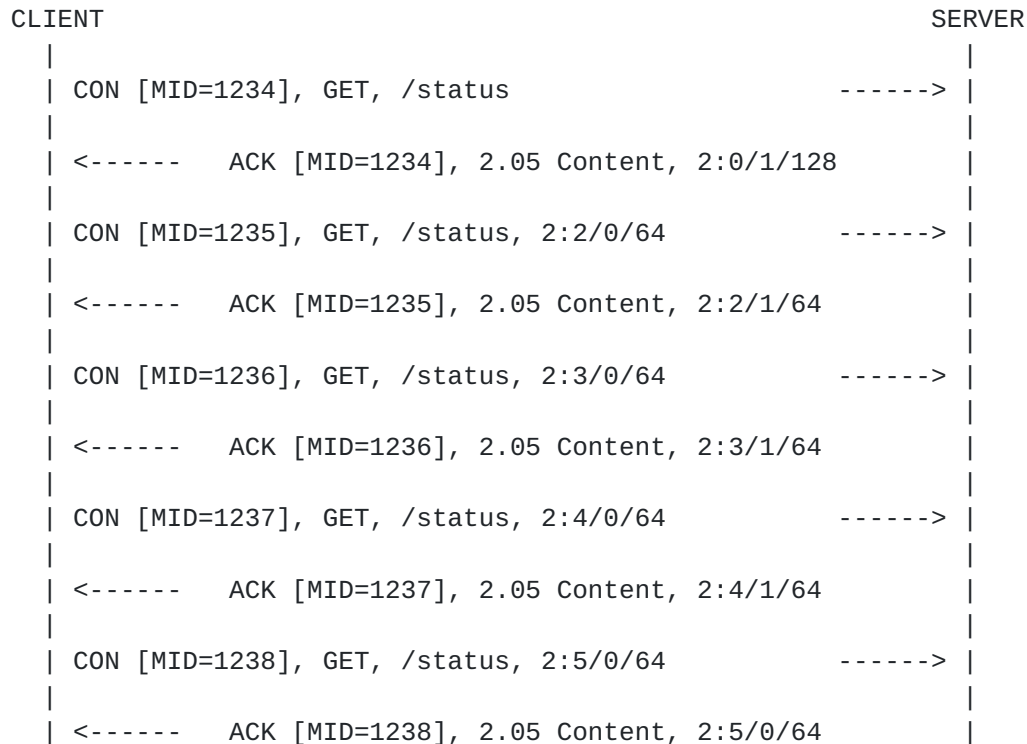 CLIENT                                                     SERVER
  |                                                          |
  | CON [MID=1234], GET, /status                     ------> |
  |                                                          |
  | <------   ACK [MID=1234], 2.05 Content, 2:0/1/128        |
  |                                                          |
  | CON [MID=1235], GET, /status, 2:2/0/64           ------> |
  |                                                          |
  | <------   ACK [MID=1235], 2.05 Content, 2:2/1/64         |
  |                                                          |
  | CON [MID=1236], GET, /status, 2:3/0/64           ------> |
  |                                                          |
  | <------   ACK [MID=1236], 2.05 Content, 2:3/1/64         |
  |                                                          |
  | CON [MID=1237], GET, /status, 2:4/0/64           ------> |
  |                                                          |
  | <------   ACK [MID=1237], 2.05 Content, 2:4/1/64         |
  |                                                          |
  | CON [MID=1238], GET, /status, 2:5/0/64           ------> |
  |                                                          |
  | <------   ACK [MID=1238], 2.05 Content, 2:5/0/64         |